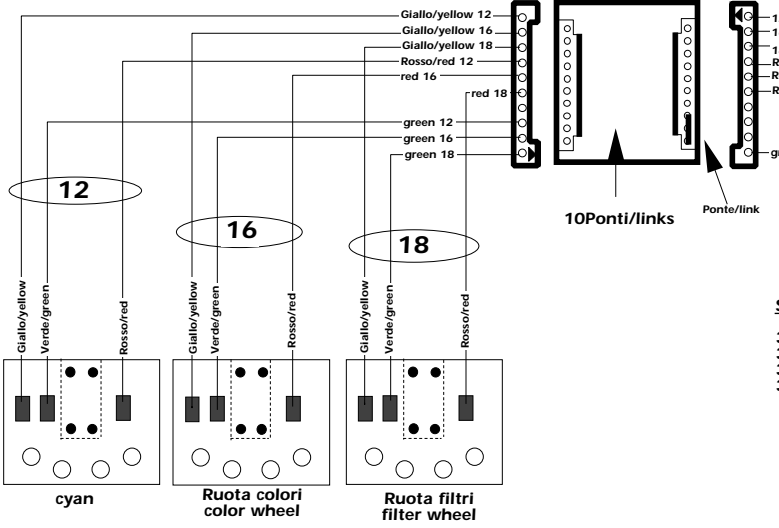 Giallo/yellow 12
Giallo/yellow 16
Giallo/yellow 18
Rosso/red 12
red 16
red 18
green 12
green 16
green 18
10Ponti/links
Ponte/link
12
16
18
Giallo/yellow
Verde/green
Rosso/red
Giallo/yellow
Verde/green
Rosso/red
Giallo/yellow
Verde/green
Rosso/red
cyan
Ruota colori
color wheel
Ruota filtri
filter wheel